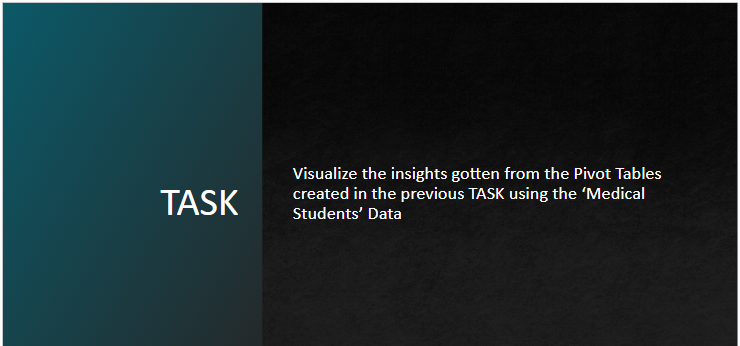 TASK
Visualize the insights gotten from the Pivot Tables
created in the previous TASK using the ‘Medical
Students’ Data